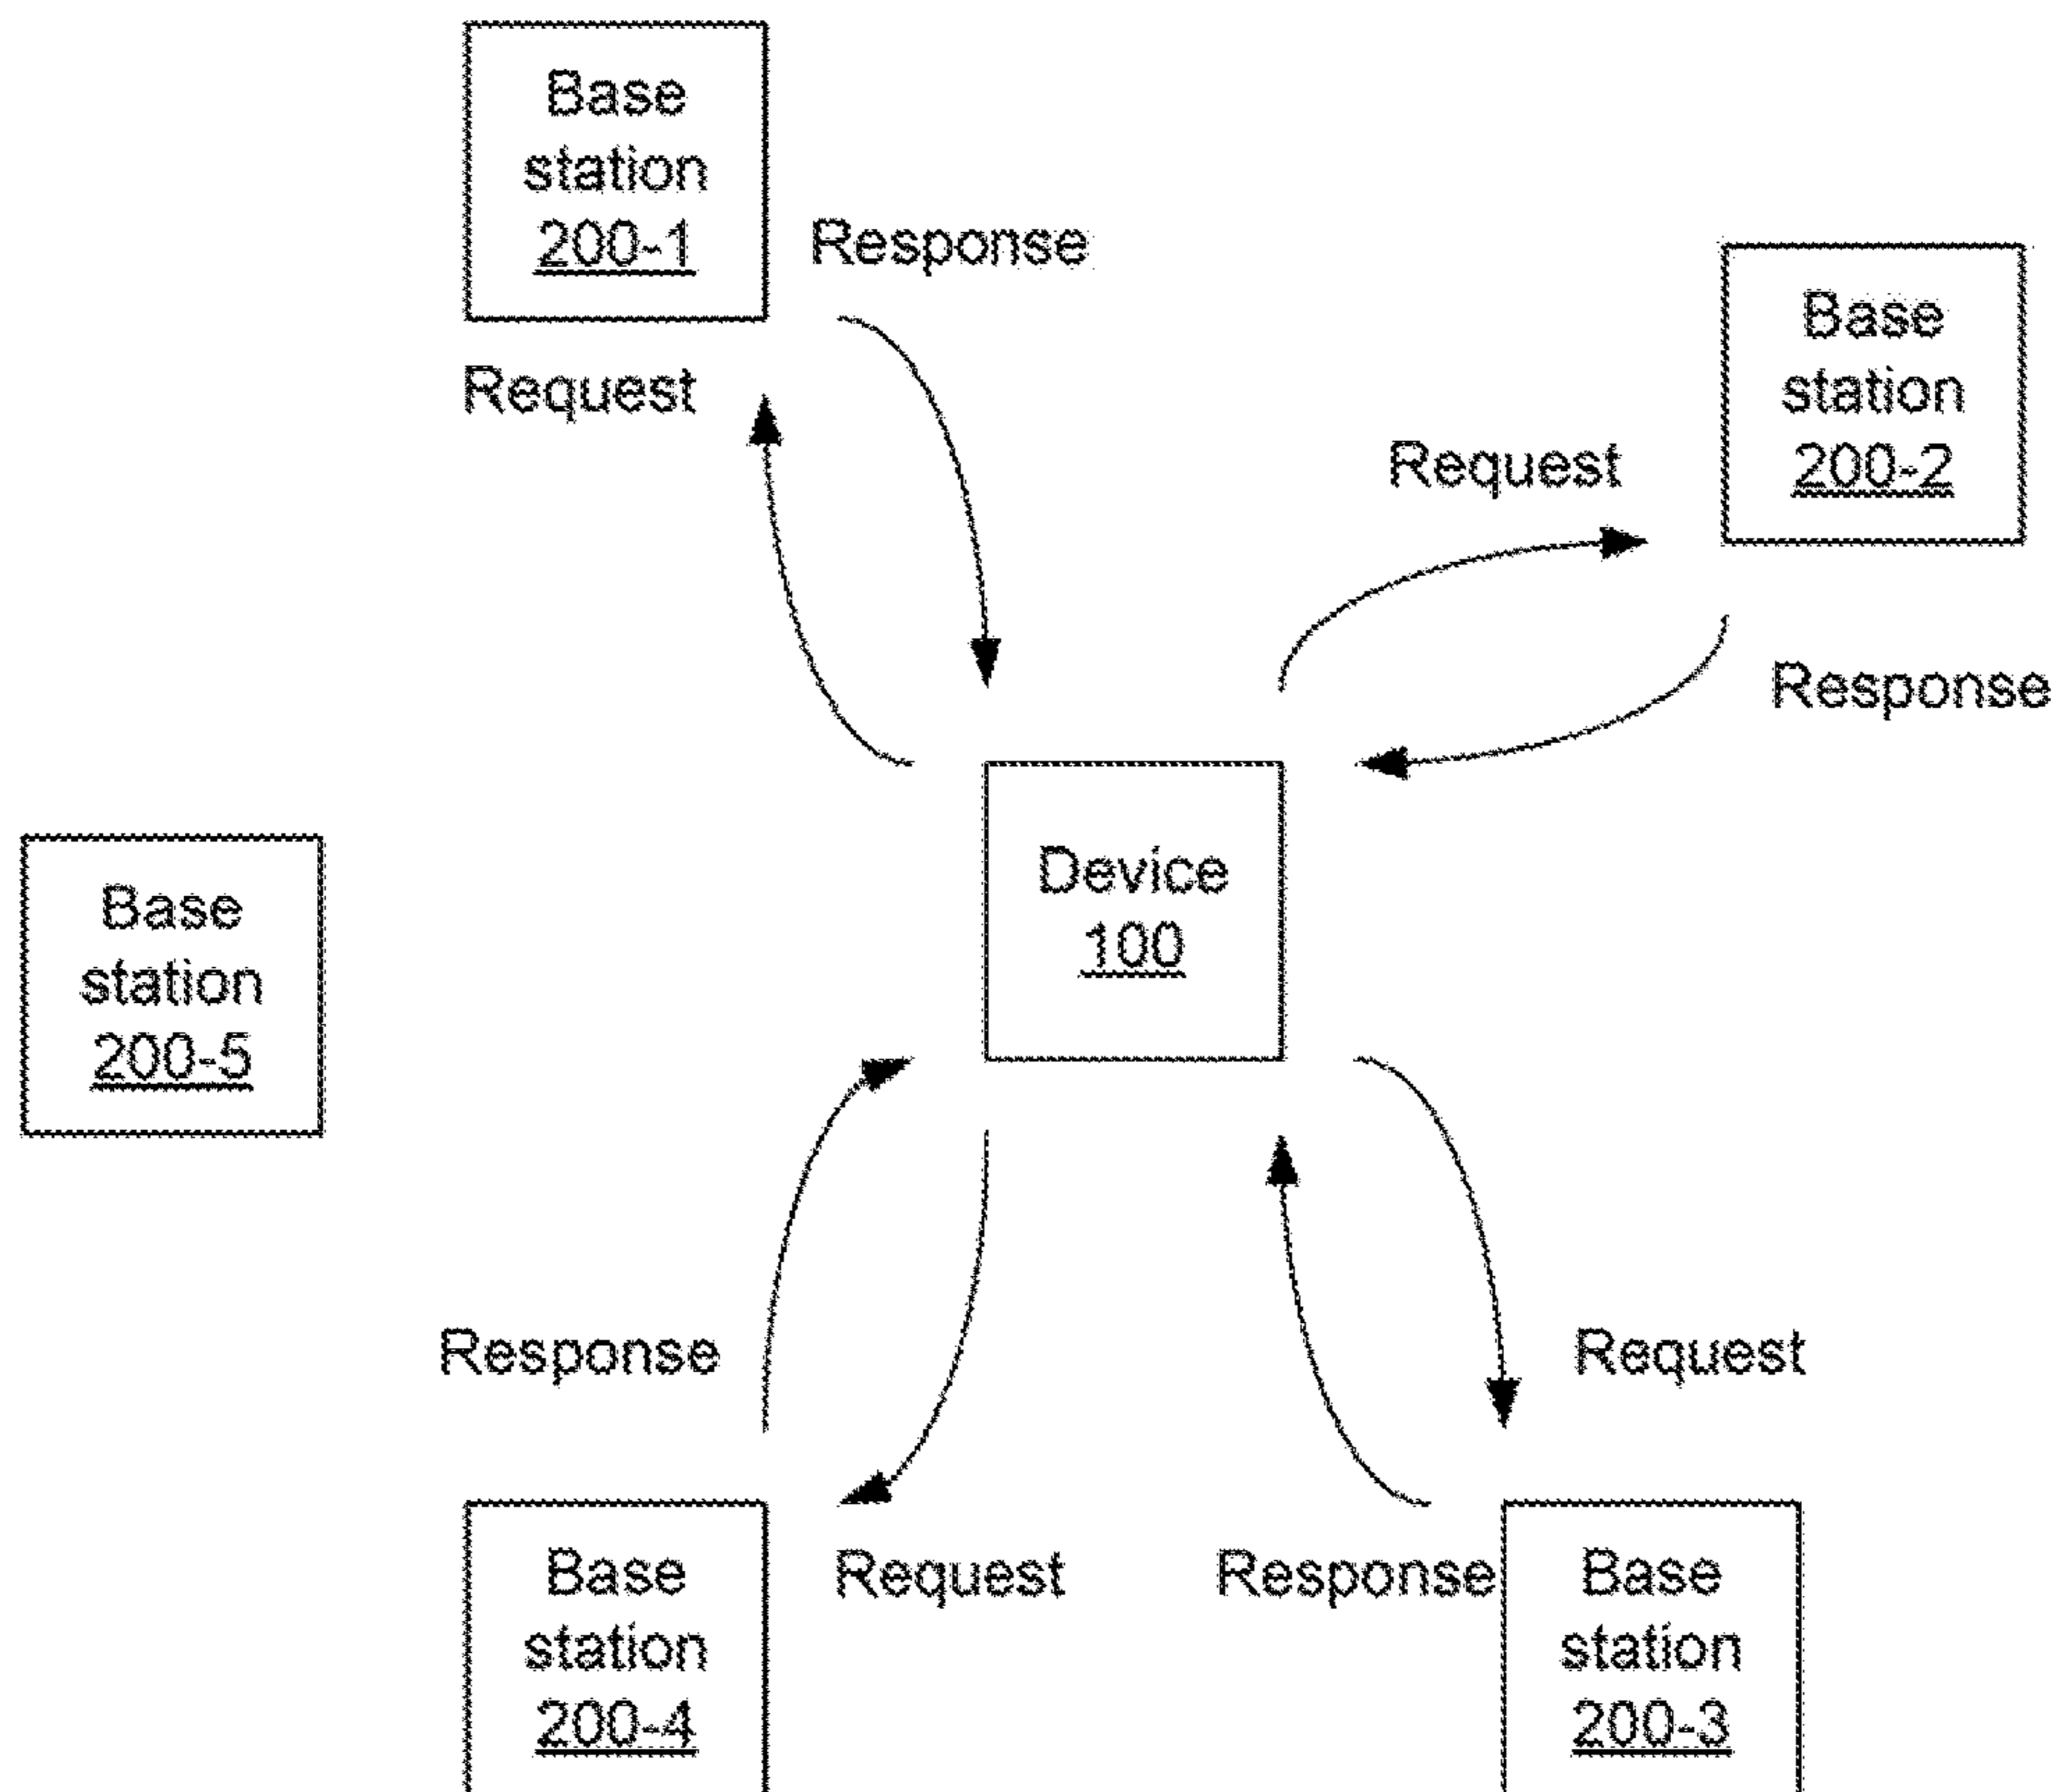 Base
station
200-1
Response
Request
Base
station
200-2
Request
Response
Device
100
Base
station
200-5
Response
Request
Base
station
200-4
Request
Response
Base
station
200-3